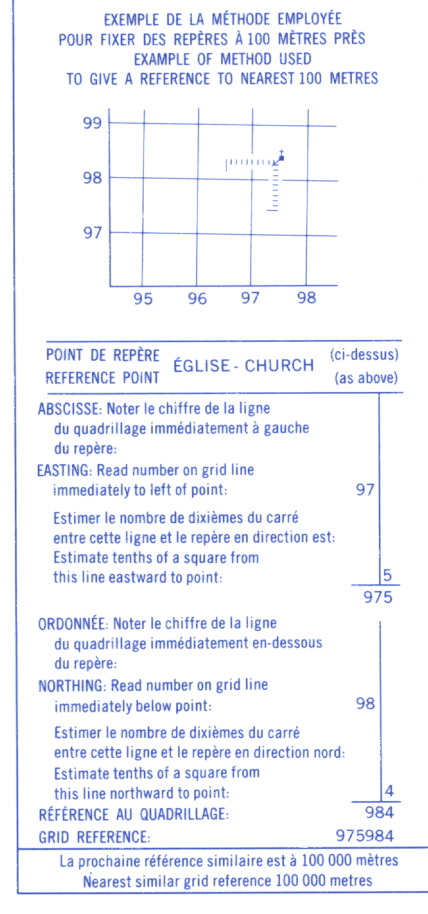 EXEMPLE DE LA MÉTHODE EMPLOYÉE
POUR FIXER DES REPÈRES À 100 MÈTRES PRÈS
EXAMPLE OF METHOD USED
TO GIVE A REFERENCE TO NEAREST 100 METRES
99
98
97
95 96 97 98
POINT DE REPÈRE
REFERENCE POINT
ÉGLISE - CHURCH
(ci-dessus)
(as above)
ABSCISSE: Noter le chiffre de la ligne
du quadrillage immédiatement à gauche
du repère:
EASTING: Read number on grid line
immediately to left of point: 97
Estimer le nombre de dixièmes du carré
entre cette ligne et le repère en direction est:
Estimate tenths of a square from
this line eastward to point: 5
975
ORDONNÉE: Noter le chiffre de la ligne
du quadrillage immédiatement en-dessous
du repère:
NORTHING: Read number on grid line
immediately below point: 98
Estimer le nombre de dixièmes du carré
entre cette ligne et le repère en direction nord:
Estimate tenths of a square from
this line northward to point: 4
RÉFÉRENCE AU QUADRILLAGE: 984
GRID REFERENCE: 975984
La prochaine référence similaire est à 100 000 mètres
Nearest similar grid reference 100 000 metres